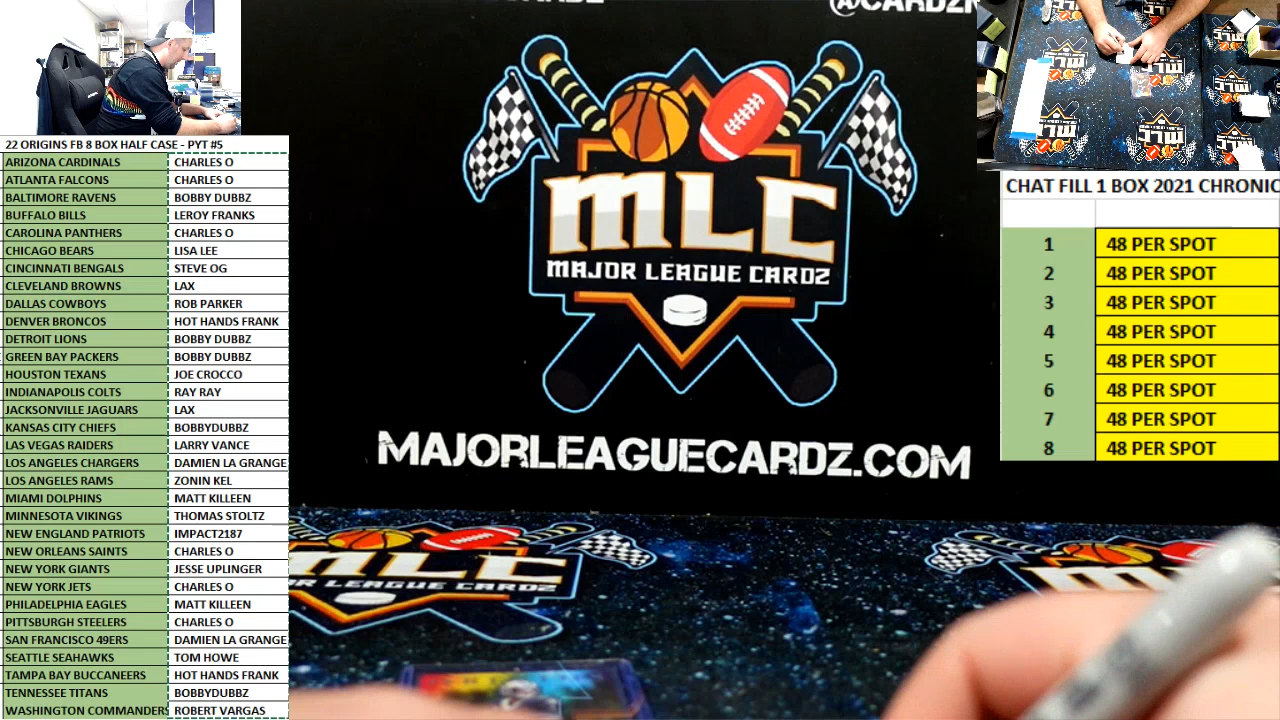 @CARDZ
MLC
MAJOR LEAGUE CARDZ
MAJORLEAGUECARDZ.COM
22 ORIGINS FB 8 BOX HALF CASE - PYT #5
ARIZONA CARDINALS CHARLES O
ATLANTA FALCONS CHARLES O
BALTIMORE RAVENS BOBBY DUBBZ
BUFFALO BILLS LEROY FRANKS
CAROLINA PANTHERS CHARLES O
CHICAGO BEARS LISA LEE
CINCINNATI BENGALS STEVE OG
CLEVELAND BROWNS LAX
DALLAS COWBOYS ROB PARKER
DENVER BRONCOS HOT HANDS FRANK
DETROIT LIONS BOBBY DUBBZ
GREEN BAY PACKERS BOBBY DUBBZ
HOUSTON TEXANS JOE CROCCO
INDIANAPOLIS COLTS RAY RAY
JACKSONVILLE JAGUARS LAX
KANSAS CITY CHIEFS BOBBYDUBBZ
LAS VEGAS RAIDERS LARRY VANCE
LOS ANGELES CHARGERS DAMIEN LA GRANGE
LOS ANGELES RAMS ZONIN KEL
MIAMI DOLPHINS MATT KILLEEN
MINNESOTA VIKINGS THOMAS STOLTZ
NEW ENGLAND PATRIOTS IMPACT2187
NEW ORLEANS SAINTS CHARLES O
NEW YORK GIANTS JESSE UPLINGER
NEW YORK JETS CHARLES O
PHILADELPHIA EAGLES MATT KILLEEN
PITTSBURGH STEELERS CHARLES O
SAN FRANCISCO 49ERS DAMIEN LA GRANGE
SEATTLE SEAHAWKS TOM HOWE
TAMPA BAY BUCCANEERS HOT HANDS FRANK
TENNESSEE TITANS BOBBYDUBBZ
WASHINGTON COMMANDERS ROBERT VARGAS
CHAT FILL 1 BOX 2021 CHRONIC
1 48 PER SPOT
2 48 PER SPOT
3 48 PER SPOT
4 48 PER SPOT
5 48 PER SPOT
6 48 PER SPOT
7 48 PER SPOT
8 48 PER SPOT
MLC
OR LEAGUE CARDZ
MLC